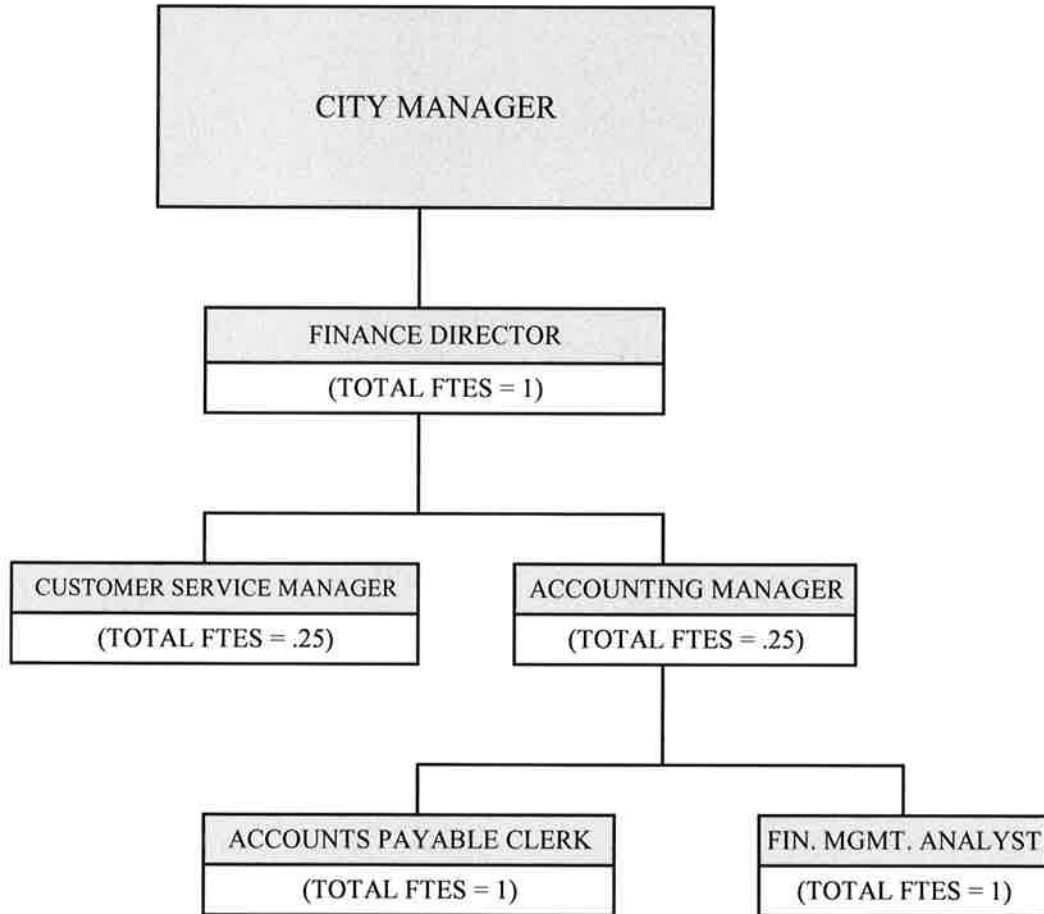 CITY MANAGER
FINANCE DIRECTOR
(TOTAL FTES = 1)
CUSTOMER SERVICE MANAGER
(TOTAL FTES = .25)
ACCOUNTING MANAGER
(TOTAL FTES = .25)
ACCOUNTS PAYABLE CLERK
(TOTAL FTES = 1)
FIN. MGMT. ANALYST
(TOTAL FTES = 1)